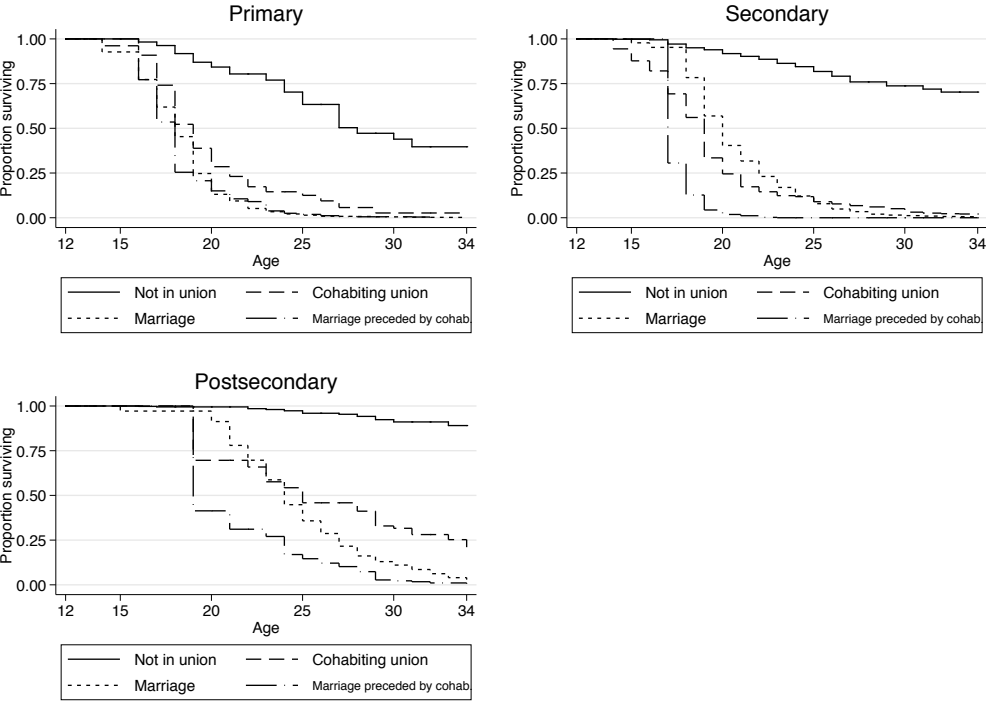 Primary
Proportion surviving
1.00
0.75
0.50
0.25
0.00
12 15 20 25 30 34
Age
Not in union Cohabiting union
Marriage Marriage preceded by cohab.
Secondary
Proportion surviving
1.00
0.75
0.50
0.25
0.00
12 15 20 25 30 34
Age
Not in union Cohabiting union
Marriage Marriage preceded by cohab.
Postsecondary
Proportion surviving
1.00
0.75
0.50
0.25
0.00
12 15 20 25 30 34
Age
Not in union Cohabiting union
Marriage Marriage preceded by cohab.